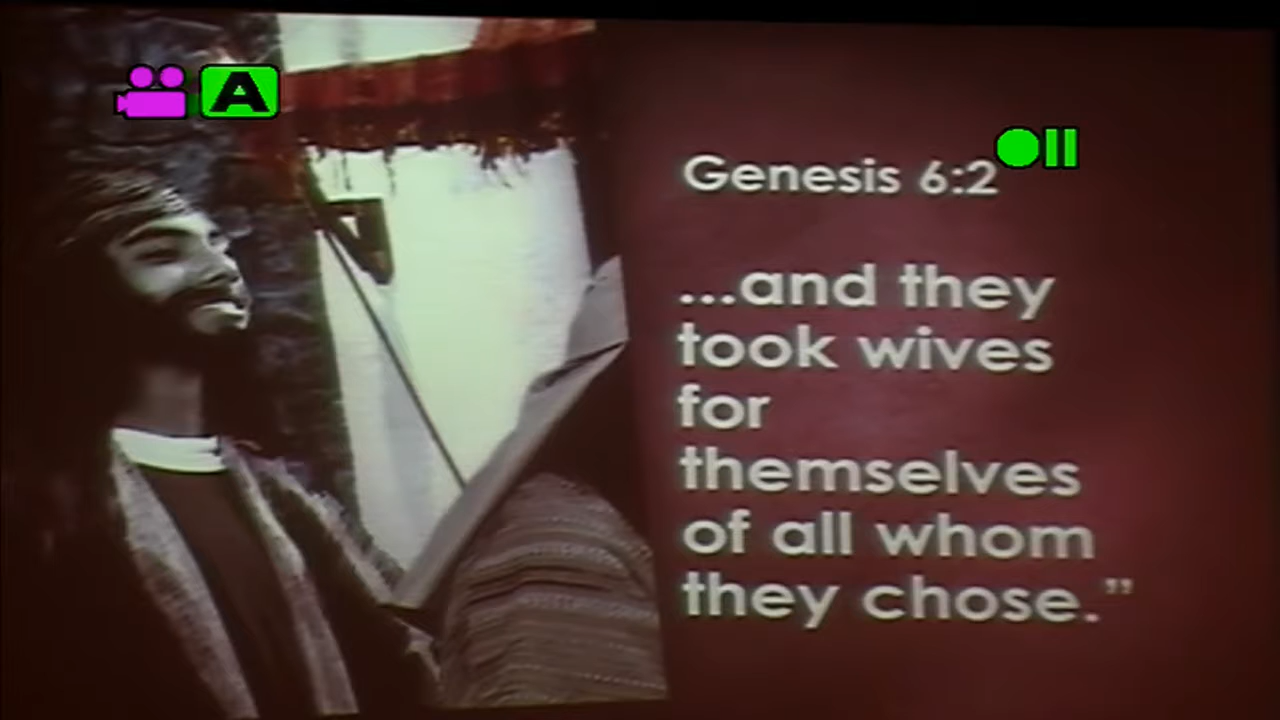 A
Genesis 6:2
...and they
took wives
for
themselves
of all whom
they chose.”